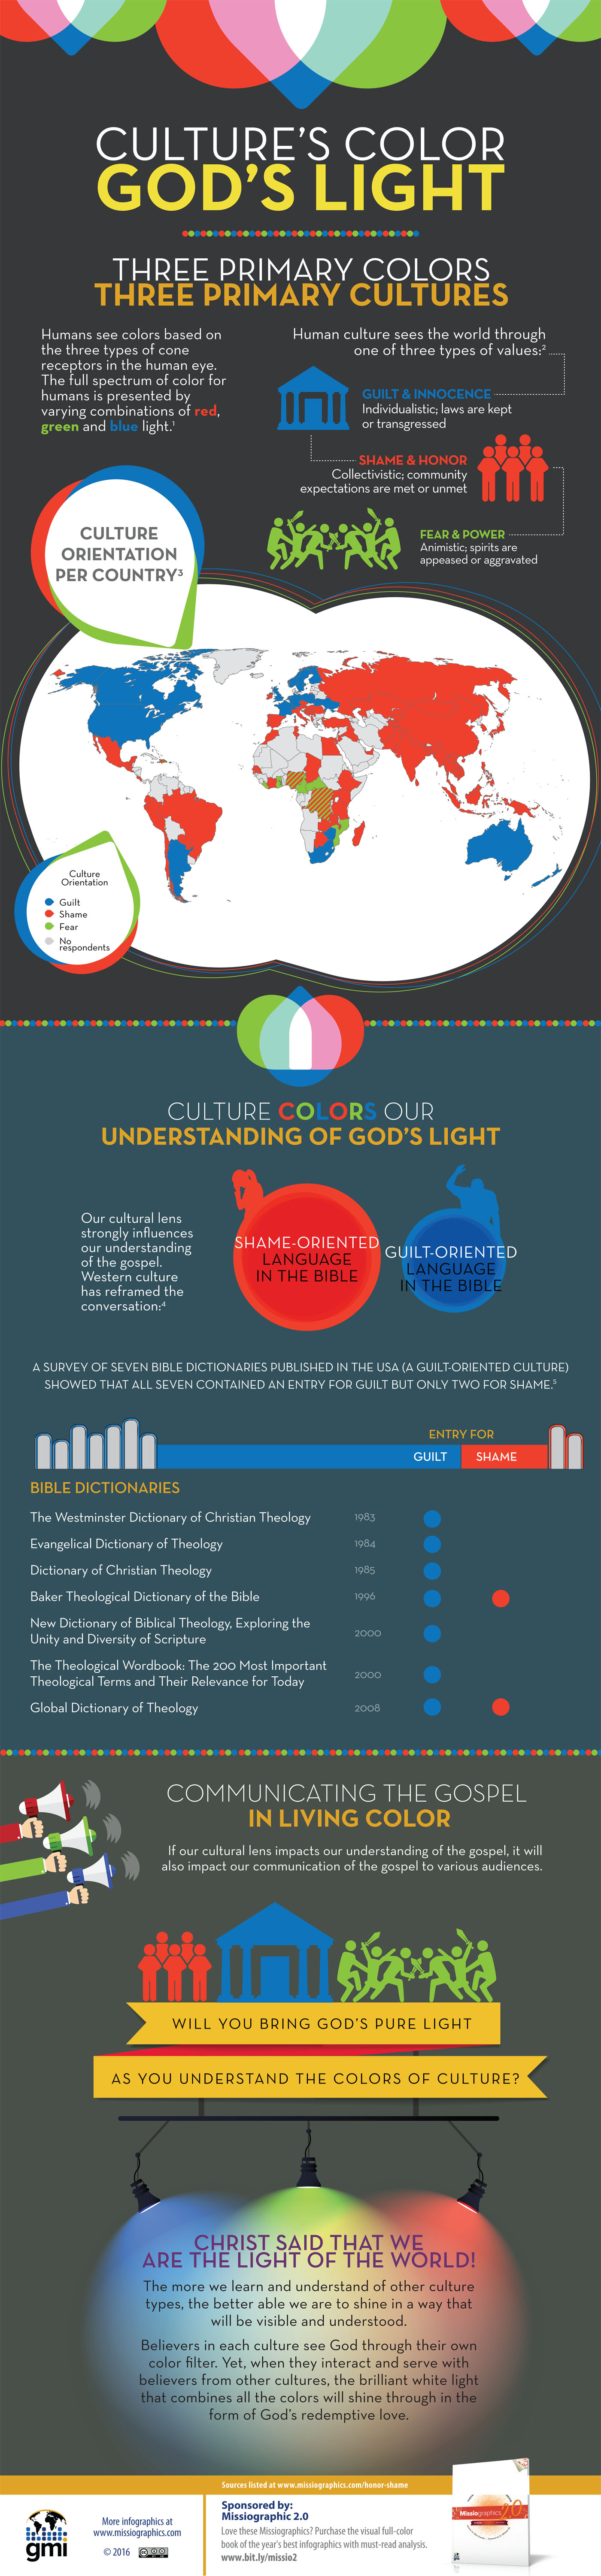 CULTURE'S COLOR
GOD'S LIGHT
THREE PRIMARY COLORS
THREE PRIMARY CULTURES
Humans see colors based on
the three types of cone
receptors in the human eye.
The full spectrum of color for
humans is presented by
varying combinations of red,
green and blue light.¹
Human culture sees the world through
one of three types of values:²
GUILT & INNOCENCE
Individualistic; laws are kept
or transgressed
SHAME & HONOR
Collectivistic; community
expectations are met or unmet
FEAR & POWER
Animistic; spirits are
appeased or aggravated
CULTURE
ORIENTATION
PER COUNTRY³
Culture
Orientation
Guilt
Shame
Fear
No
respondents
CULTURE COLORS OUR
UNDERSTANDING OF GOD'S LIGHT
Our cultural lens
strongly influences
our understanding
of the gospel.
Western culture
has reframed the
conversation:⁴
SHAME-ORIENTED
LANGUAGE
IN THE BIBLE
GUILT-ORIENTED
LANGUAGE
IN THE BIBLE
A SURVEY OF SEVEN BIBLE DICTIONARIES PUBLISHED IN THE USA (A GUILT-ORIENTED CULTURE)
SHOWED THAT ALL SEVEN CONTAINED AN ENTRY FOR GUILT BUT ONLY TWO FOR SHAME.⁵
ENTRY FOR
GUILT SHAME
BIBLE DICTIONARIES
The Westminster Dictionary of Christian Theology 1983
Evangelical Dictionary of Theology 1984
Dictionary of Christian Theology 1985
Baker Theological Dictionary of the Bible 1996
New Dictionary of Biblical Theology, Exploring the
Unity and Diversity of Scripture 2000
The Theological Wordbook: The 200 Most Important
Theological Terms and Their Relevance for Today 2000
Global Dictionary of Theology 2008
COMMUNICATING THE GOSPEL
IN LIVING COLOR
If our cultural lens impacts our understanding of the gospel, it will
also impact our communication of the gospel to various audiences.
WILL YOU BRING GOD'S PURE LIGHT
AS YOU UNDERSTAND THE COLORS OF CULTURE?
CHRIST SAID THAT WE
ARE THE LIGHT OF THE WORLD!
The more we learn and understand of other culture
types, the better able we are to shine in a way that
will be visible and understood.
Believers in each culture see God through their own
color filter. Yet, when they interact and serve with
believers from other cultures, the brilliant white light
that combines all the colors will shine through in the
form of God's redemptive love.
Sources listed at www.missiographics.com/honor-shame
gmi
More infographics at
www.missiographics.com
© 2016
Sponsored by:
Missiographic 2.0
Love these Missiographics? Purchase the visual full-color
book of the year's best infographics with must-read analysis.
www.bit.ly/missio2
Missiographics 2.0